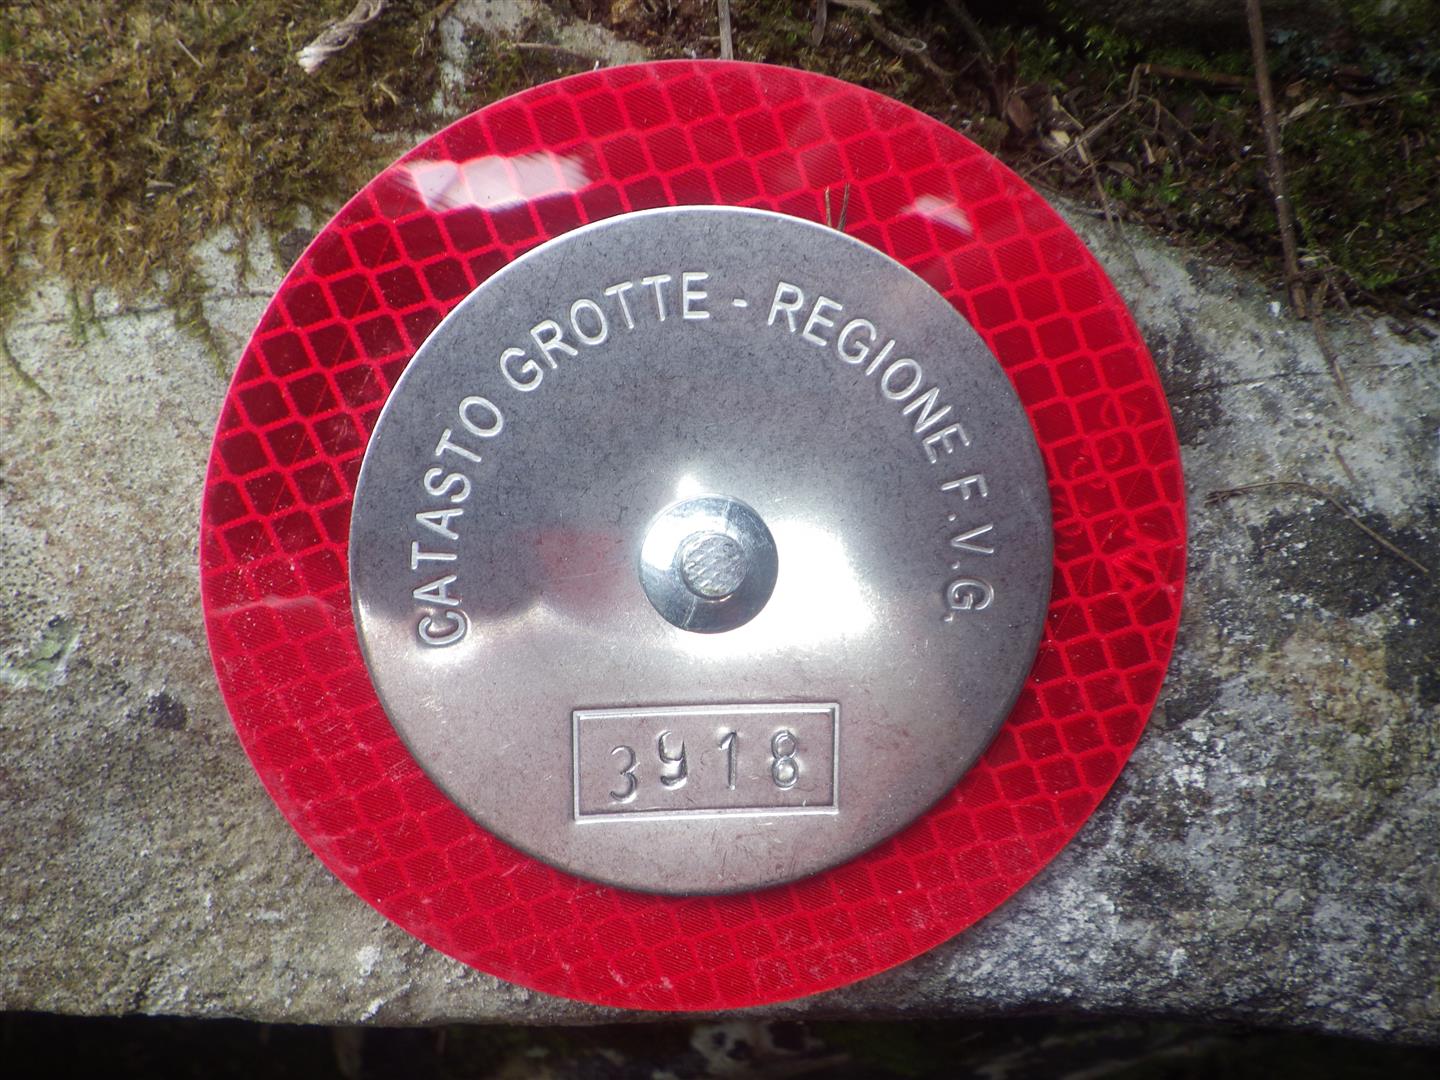 CATASTO GROTTE - REGIONE F.V.G.
3918